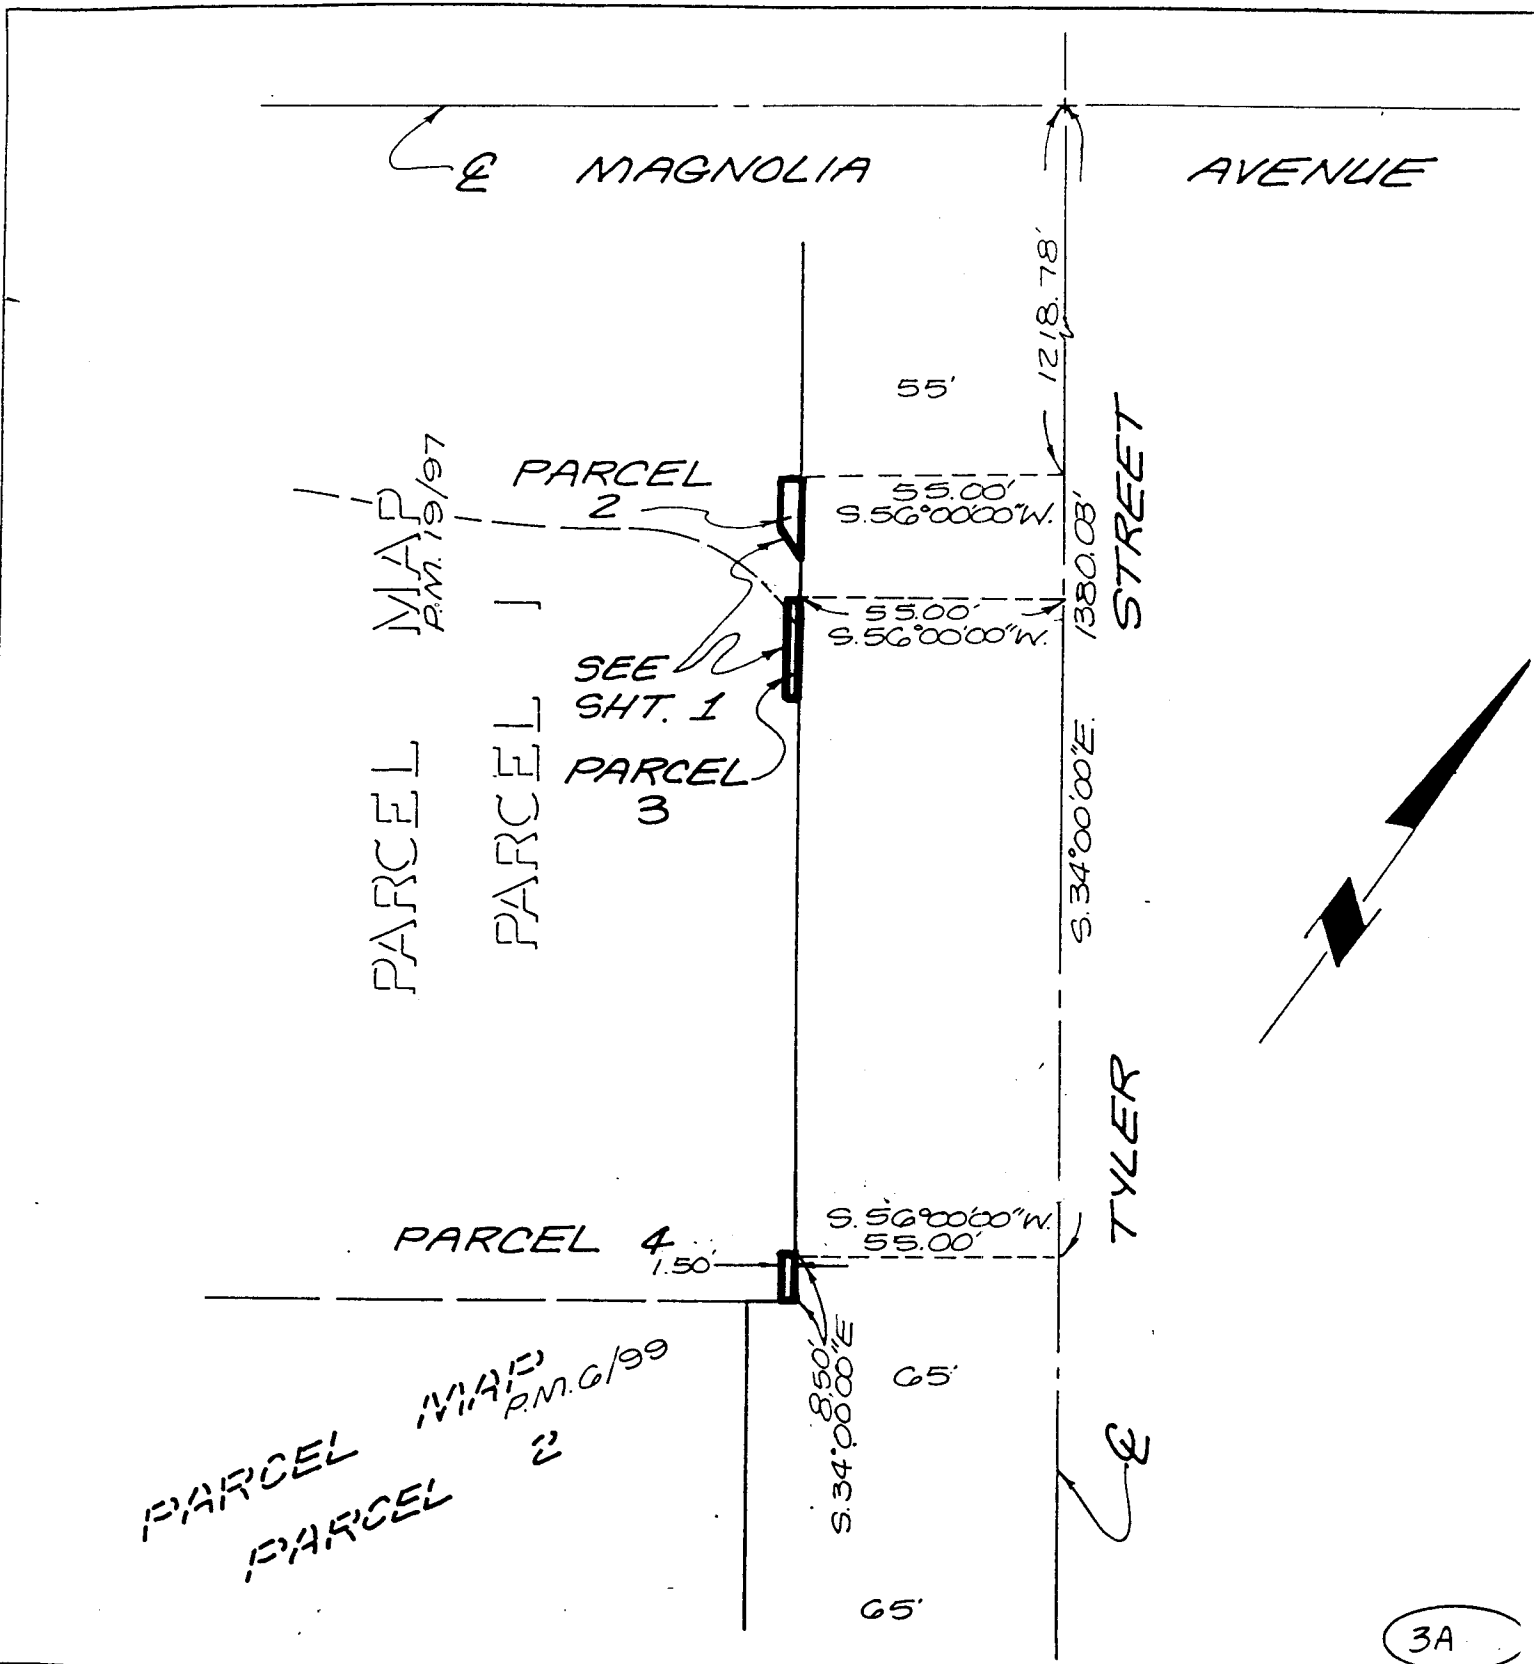 ℄ MAGNOLIA AVENUE
1218.78'
55'
STREET
PARCEL MAP
P.M. 19/97
PARCEL 1
PARCEL
2
55.00'
S.56°00'00"W.
1380.03'
55.00'
S.56°00'00"W.
SEE
SHT. 1
PARCEL
3
S.34°00'00"E.
TYLER
S.56°00'00"W.
55.00'
PARCEL 4
1.50'
8.50'
S.34°00'00"E
65'
PARCEL MAP
P.M. 6/99
PARCEL 2
℄
65'
3A